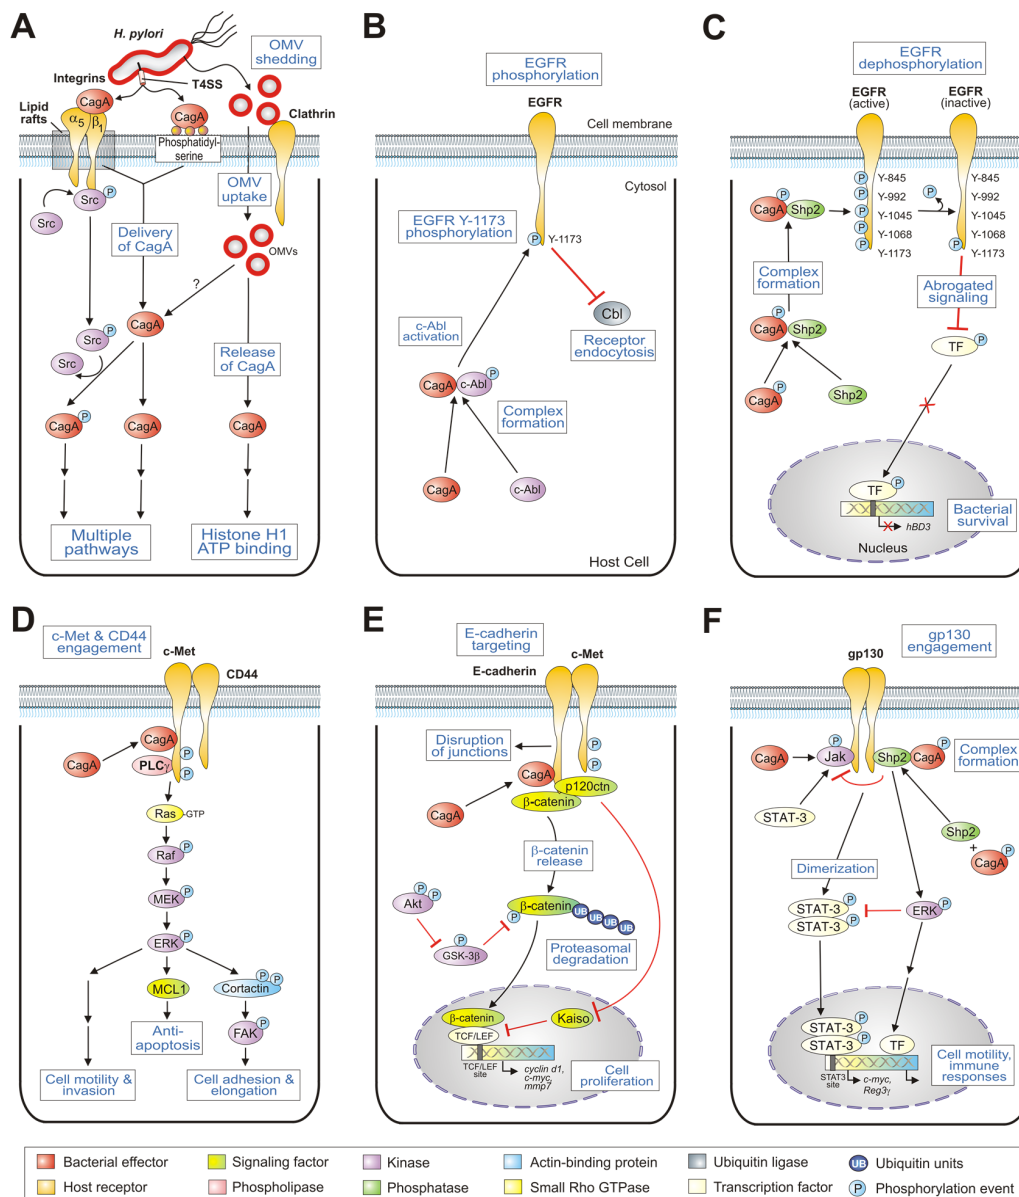 A
H. pylori
OMV
shedding
Integrins
T4SS
CagA
Lipid
rafts
α5
β1
CagA
Clathrin
Phosphatidyl-
serine
Src
P
Src
OMV
uptake
Delivery
of CagA
OMVs
?
CagA
Src
P
Src
Release
of CagA
CagA
P
CagA
CagA
Multiple
pathways
Histone H1
ATP binding
B
EGFR
phosphorylation
EGFR
Cell membrane
Cytosol
EGFR Y-1173
phosphorylation
P
Y-1173
Cbl
c-Abl
activation
Receptor
endocytosis
CagA
c-Abl
P
Complex
formation
CagA
c-Abl
Host Cell
C
EGFR
dephosphorylation
EGFR
(active)
EGFR
(inactive)
P
Y-845
Y-845
P
CagA
Shp2
P
Y-992
P
Y-992
P
Y-1045
Y-1045
P
Y-1068
Y-1068
P
Y-1173
P
Y-1173
Complex
formation
Abrogated
signaling
P
CagA
Shp2
TF
P
P
CagA
Shp2
TF
P
hBD3
Bacterial
survival
Nucleus
D
c-Met & CD44
engagement
c-Met
CD44
CagA
CagA
P
PLCγ
P
Ras
GTP
Raf
P
MEK
P
ERK
P
MCL1
Cortactin
P
P
Anti-
apoptosis
FAK
P
Cell motility &
invasion
Cell adhesion &
elongation
E
E-cadherin
targeting
E-cadherin
c-Met
Disruption
of junctions
P
P
CagA
p120ctn
β-catenin
CagA
β-catenin
release
P
P
Akt
β-catenin
P
UB
UB
UB
UB
P
GSK-3β
Proteasomal
degradation
β-catenin
Kaiso
TCF/LEF
TCF/LEF
site
cyclin d1,
c-myc,
mmp7
Cell
proliferation
F
gp130
gp130
engagement
CagA
P
Jak
Shp2
CagA
P
Complex
formation
STAT-3
Shp2
+
CagA
P
Dimerization
STAT-3
P
STAT-3
P
ERK
P
STAT-3
P
STAT-3
P
TF
STAT3
site
c-myc,
Reg3γ
Cell motility,
immune
responses
Bacterial effector
Signaling factor
Kinase
Actin-binding protein
Ubiquitin ligase
UB
Ubiquitin units
Host receptor
Phospholipase
Phosphatase
Small Rho GTPase
Transcription factor
P
Phosphorylation event